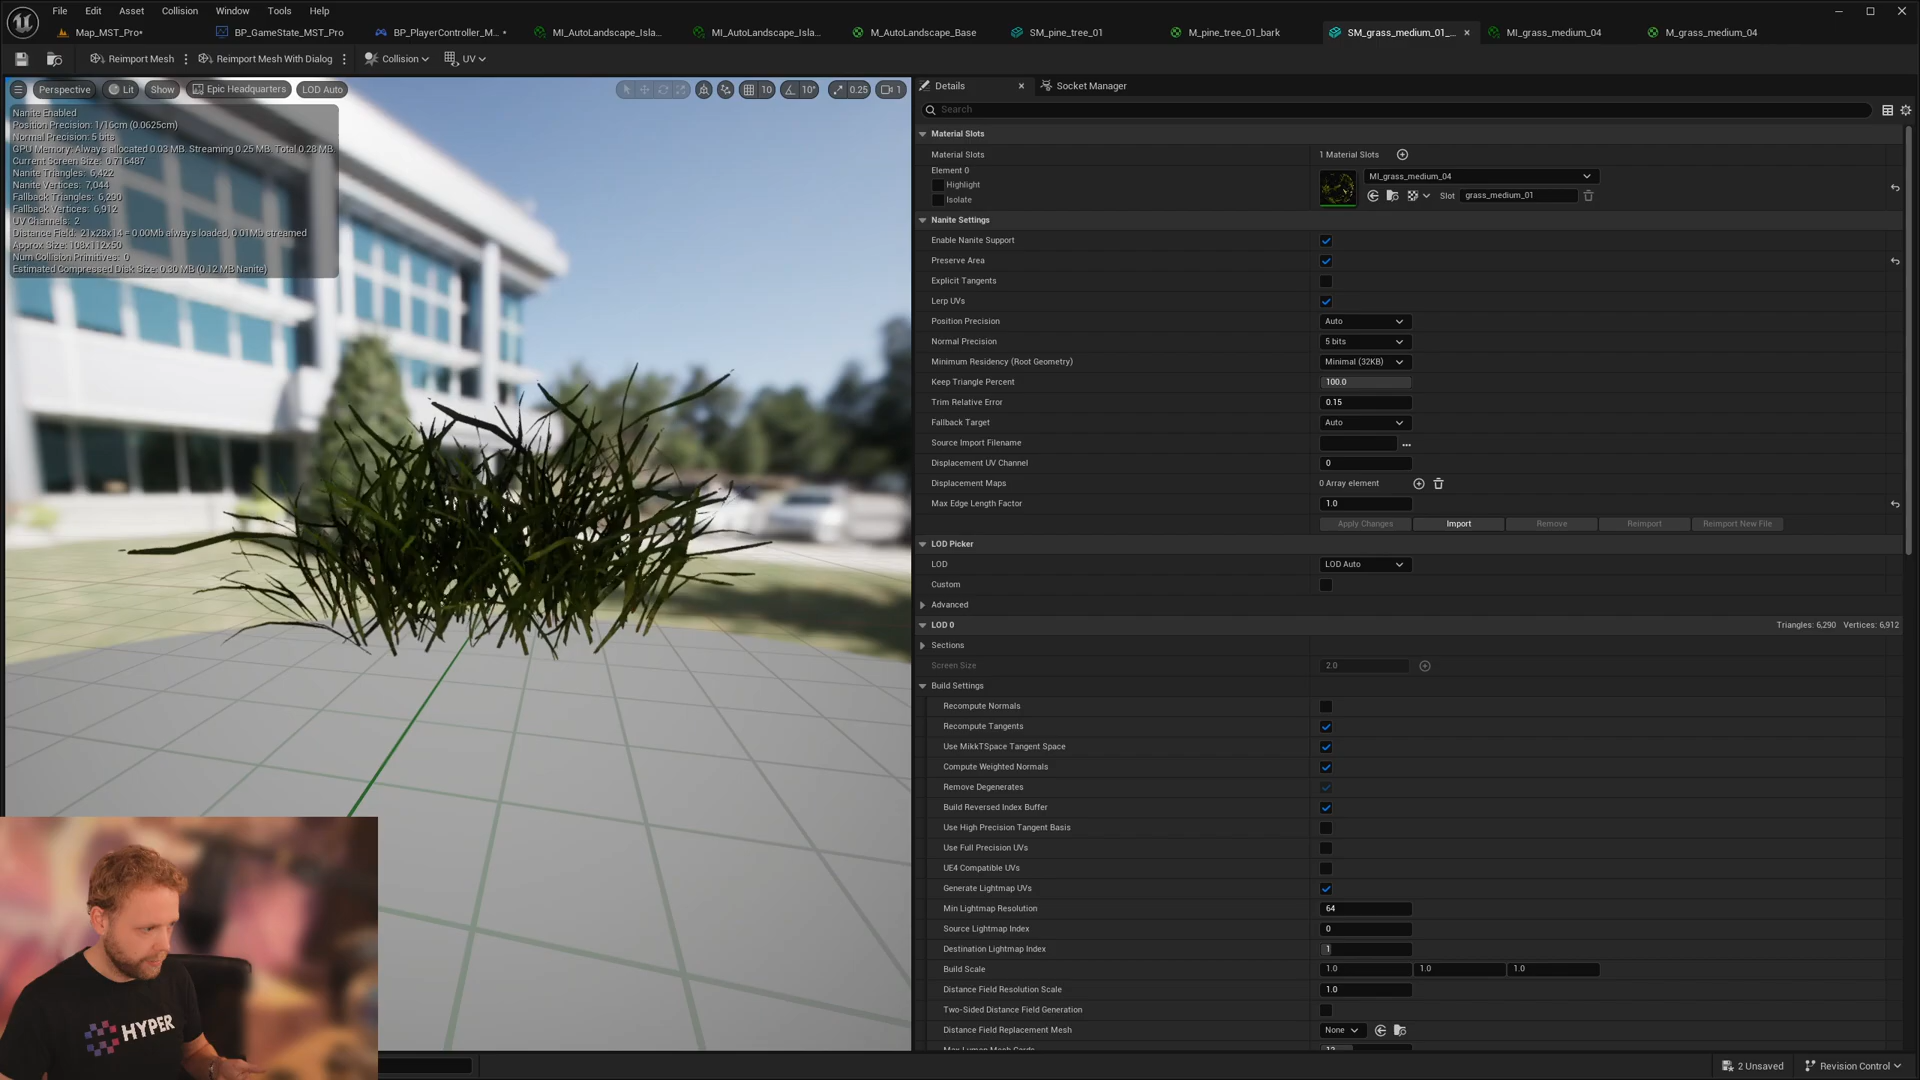 File Edit Asset Collision Window Tools Help
Map_MST_Pro• BP_GameState_MST_Pro BP_PlayerController_M... • MI_AutoLandscape_Isla... MI_AutoLandscape_Isla... M_AutoLandscape_Base SM_pine_tree_01 M_pine_tree_01_bark SM_grass_medium_01_... MI_grass_medium_04 M_grass_medium_04
Reimport Mesh Reimport Mesh With Dialog Collision UV
Perspective Lit Show Epic Headquarters LOD Auto 10 10° 0.25 1
Nanite Enabled
Position Precision: 1/16cm (0.0625cm)
Normal Precision: 5 bits
GPU Memory: Always allocated 0.03 MB. Streaming 0.25 MB. Total 0.28 MB.
Current Screen Size: 0.716487
Nanite Triangles: 6,422
Nanite Vertices: 7,044
Fallback Triangles: 6,290
Fallback Vertices: 6,912
UV Channels: 2
Distance Field: 21x28x14 = 0.00Mb always loaded, 0.01Mb streamed
Approx Size: 108x112x50
Num Collision Primitives: 0
Estimated Compressed Disk Size: 0.30 MB (0.12 MB Nanite)
HYPER
Details Socket Manager
Search
Material Slots
Material Slots 1 Material Slots
Element 0
Highlight
Isolate
MI_grass_medium_04
Slot grass_medium_01
Nanite Settings
Enable Nanite Support
Preserve Area
Explicit Tangents
Lerp UVs
Position Precision Auto
Normal Precision 5 bits
Minimum Residency (Root Geometry) Minimal (32KB)
Keep Triangle Percent 100.0
Trim Relative Error 0.15
Fallback Target Auto
Source Import Filename ...
Displacement UV Channel 0
Displacement Maps 0 Array element
Max Edge Length Factor 1.0
Apply Changes Import Remove Reimport Reimport New File
LOD Picker
LOD LOD Auto
Custom
Advanced
LOD 0 Triangles: 6,290 Vertices: 6,912
Sections
Screen Size 2.0
Build Settings
Recompute Normals
Recompute Tangents
Use MikkTSpace Tangent Space
Compute Weighted Normals
Remove Degenerates
Build Reversed Index Buffer
Use High Precision Tangent Basis
Use Full Precision UVs
UE4 Compatible UVs
Generate Lightmap UVs
Min Lightmap Resolution 64
Source Lightmap Index 0
Destination Lightmap Index 1
Build Scale 1.0 1.0 1.0
Distance Field Resolution Scale 1.0
Two-Sided Distance Field Generation
Distance Field Replacement Mesh None
Max Lumen Mesh Cards 12
2 Unsaved Revision Control